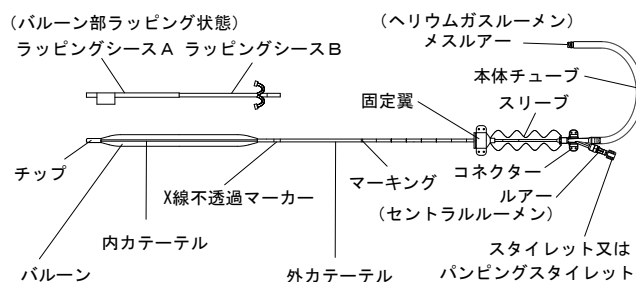 （バルーン部ラッピング状態）
ラッピングシースA ラッピングシースB
（ヘリウムガスルーメン）
メスルアー
本体チューブ
固定翼
スリーブ
チップ
X線不透過マーカー
マーキング
コネクター
ルアー
（セントラルルーメン）
内カテーテル
バルーン
外カテーテル
スタイレット又は
パンピングスタイレット